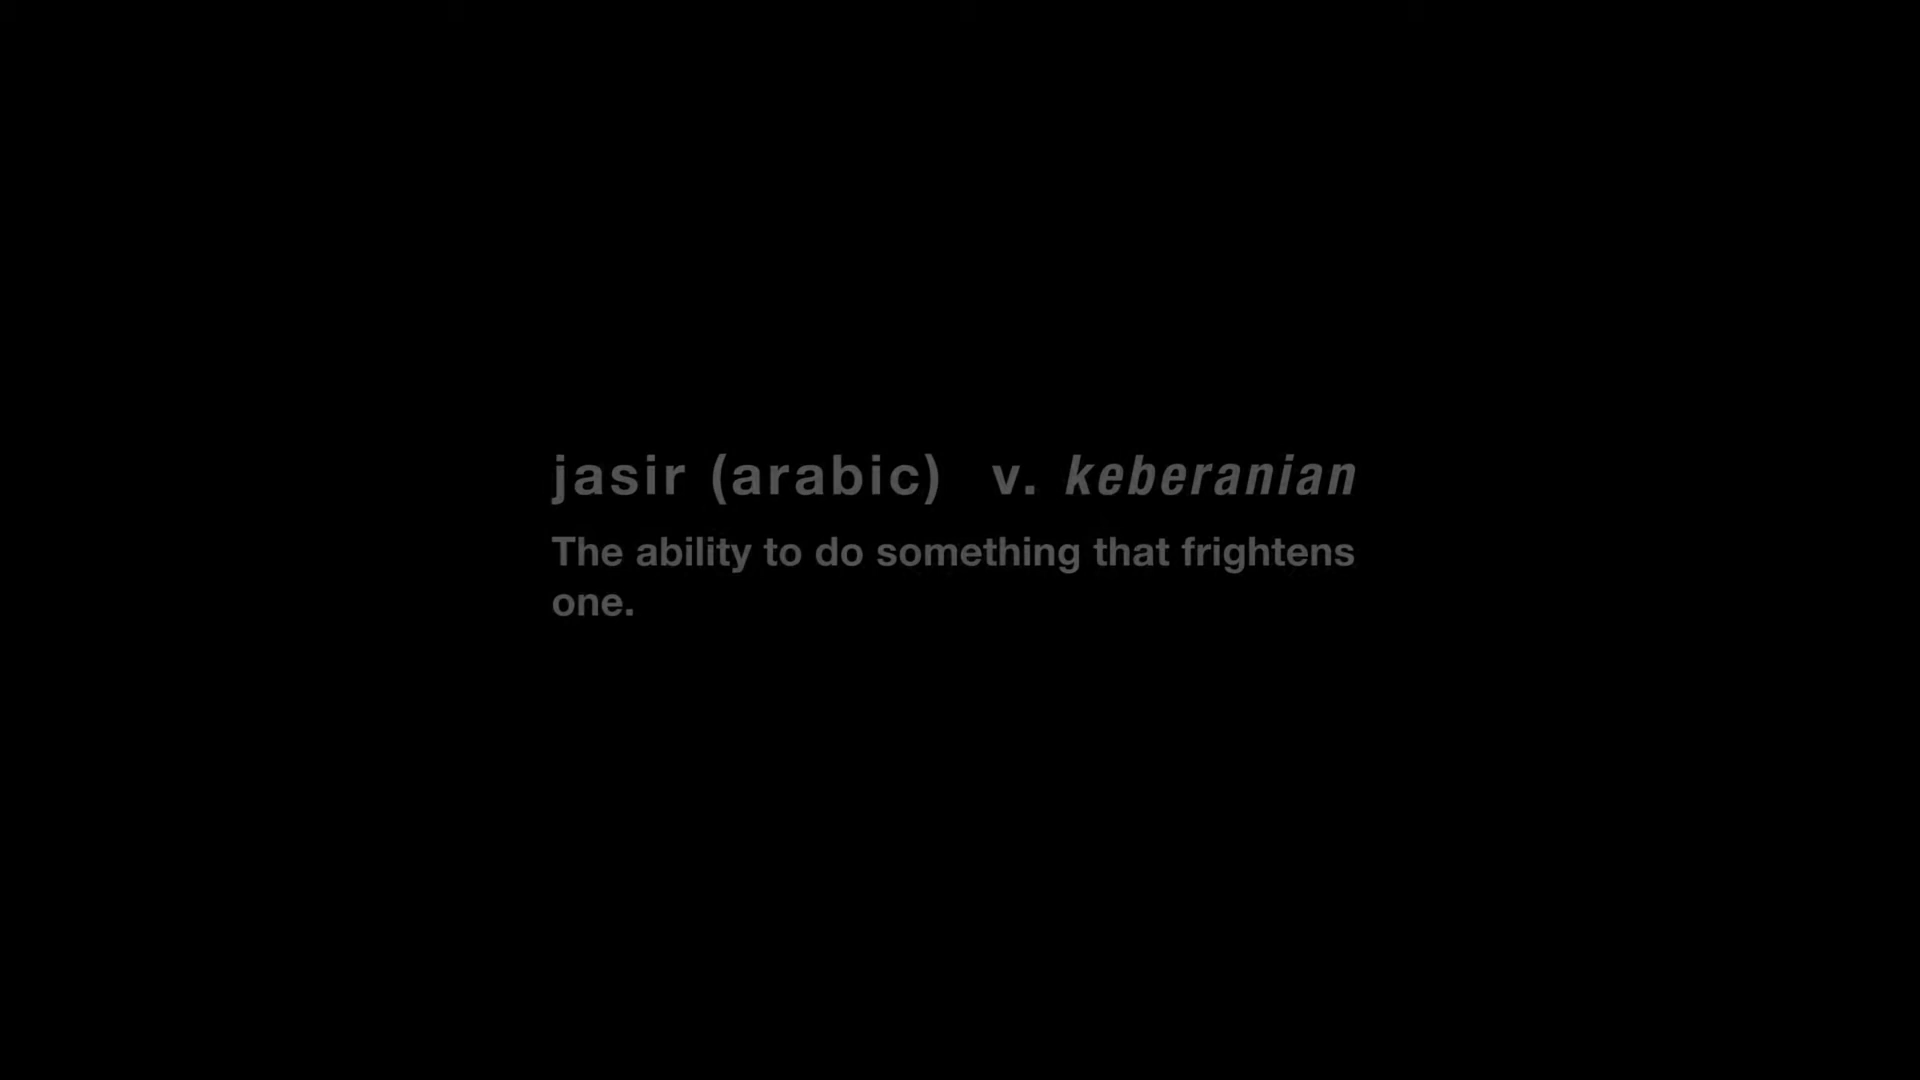 jasir (arabic) v. keberanian
The ability to do something that frightens
one.